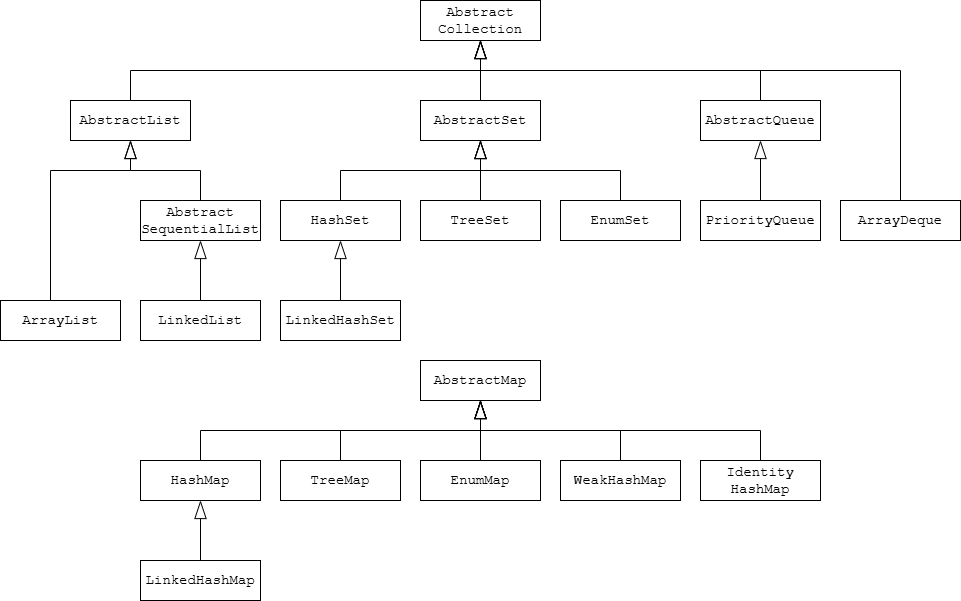 Abstract
Collection
AbstractList
AbstractSet
AbstractQueue
Abstract
SequentialList
HashSet
TreeSet
EnumSet
PriorityQueue
ArrayDeque
ArrayList
LinkedList
LinkedHashSet
AbstractMap
HashMap
TreeMap
EnumMap
WeakHashMap
Identity
HashMap
LinkedHashMap